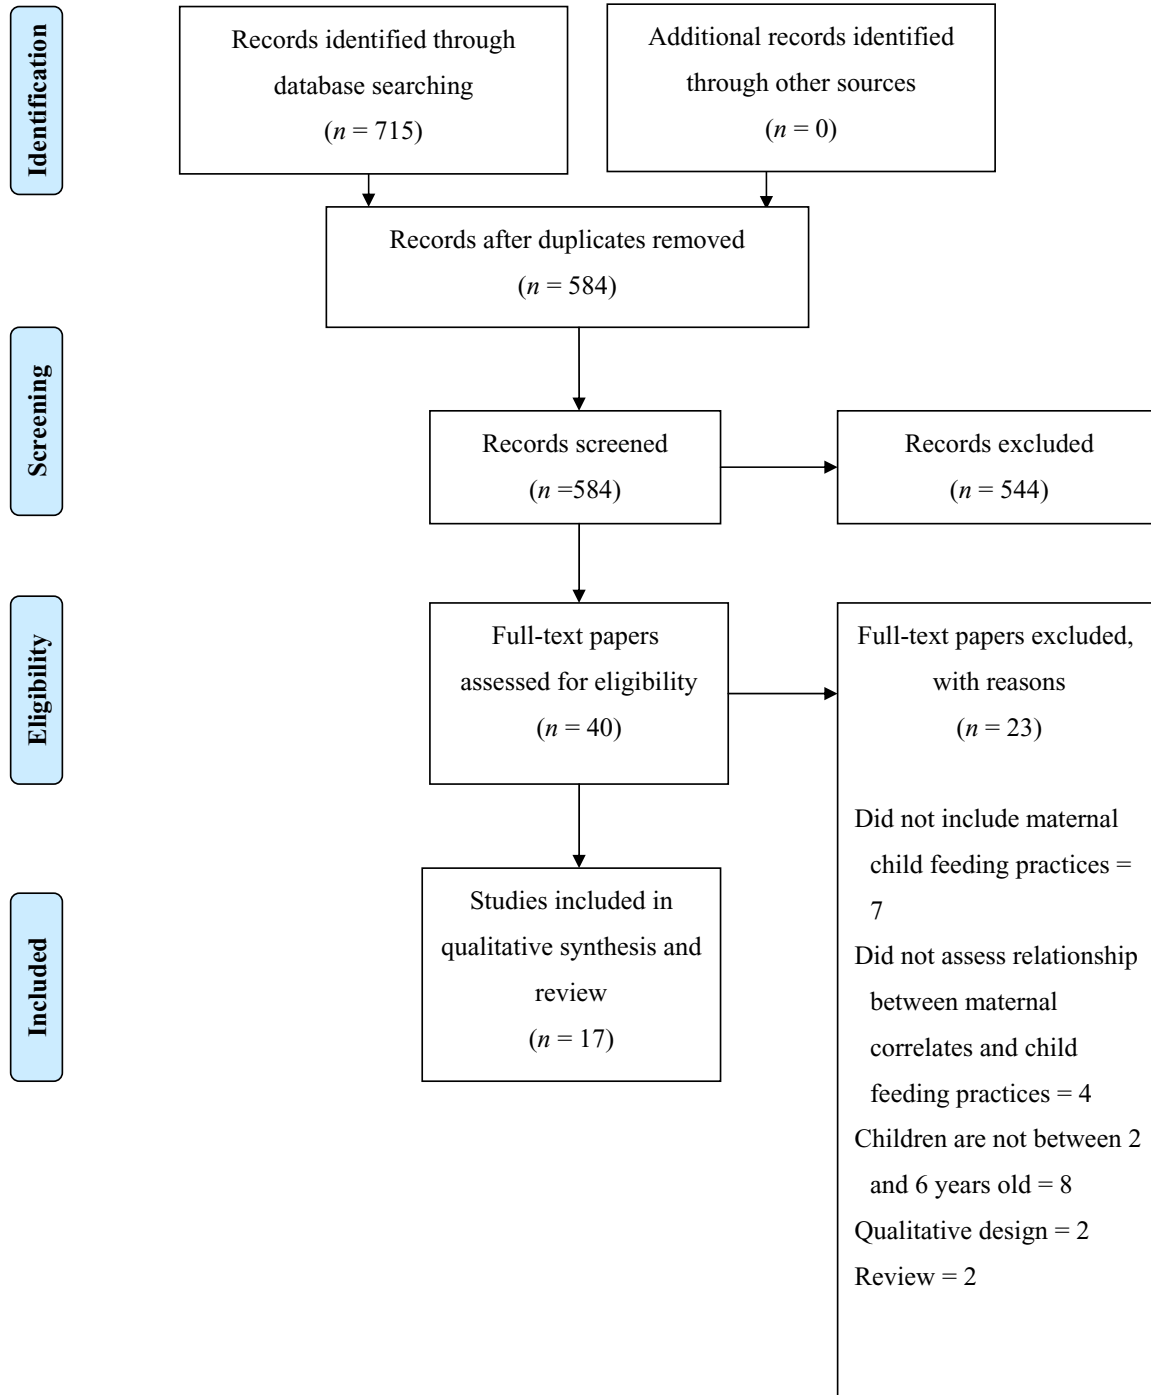 Identification
Records identified through
database searching
(n = 715)
Additional records identified
through other sources
(n = 0)
Records after duplicates removed
(n = 584)
Screening
Records screened
(n =584)
Records excluded
(n = 544)
Eligibility
Full-text papers
assessed for eligibility
(n = 40)
Full-text papers excluded,
with reasons
(n = 23)
Did not include maternal
child feeding practices =
7
Did not assess relationship
between maternal
correlates and child
feeding practices = 4
Children are not between 2
and 6 years old = 8
Qualitative design = 2
Review = 2
Included
Studies included in
qualitative synthesis and
review
(n = 17)